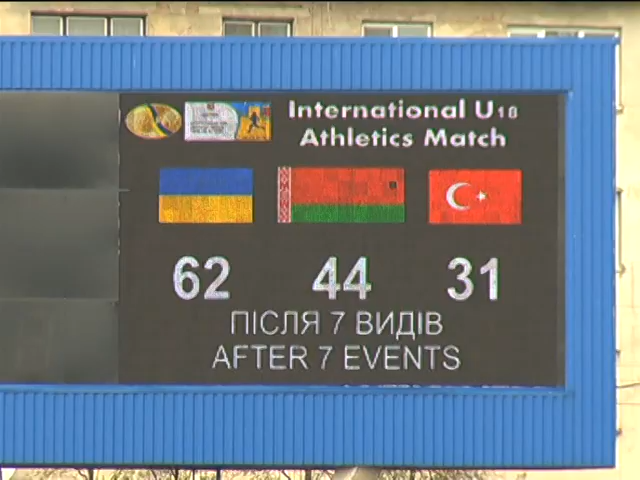 International U18
Athletics Match
62 44 31
ПІСЛЯ 7 ВИДІВ
AFTER 7 EVENTS